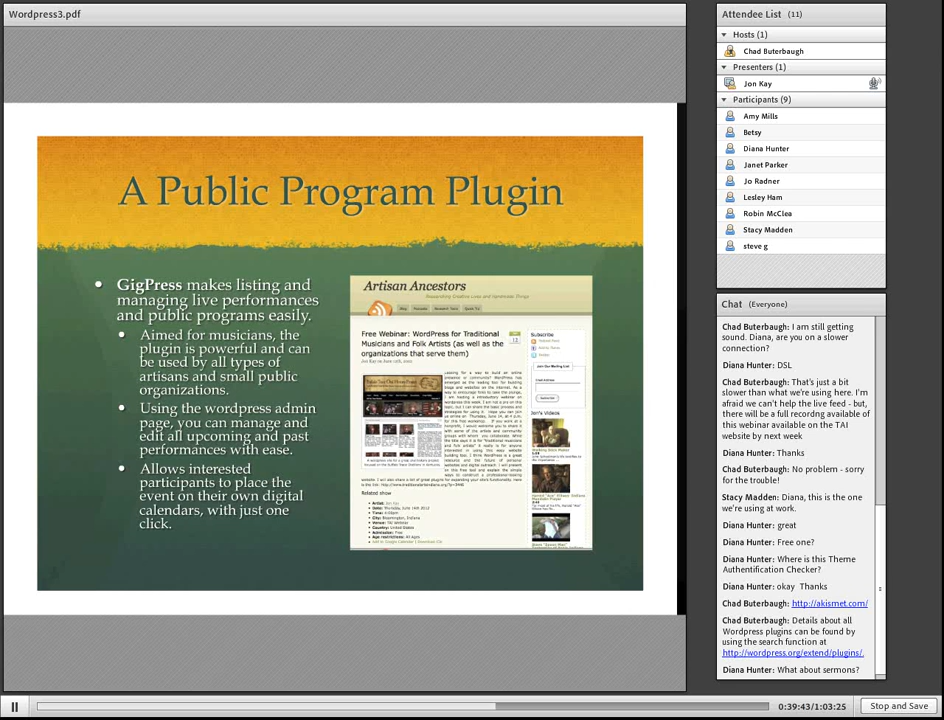 Wordpress3.pdf
A Public Program Plugin
• GigPress makes listing and
managing live performances
and public programs easily.
• Aimed for musicians, the
plugin is powerful and can
be used by all types of
artisans and small public
organizations.
• Using the wordpress admin
page, you can manage and
edit all upcoming and past
performances with ease.
• Allows interested
participants to place the
event on their own digital
calendars, with just one
click.
Artisan Ancestors
Researching Creative Lives and Vernacular Things
Free Webinar: WordPress for Traditional
Musicians and Folk Artists (as well as the
organizations that serve them)
Subscribe
Join Our Mailing List
Jon's Videos
Related show
Attendee List (11)
Hosts (1)
Chad Buterbaugh
Presenters (1)
Jon Kay
Participants (9)
Amy Mills
Betsy
Diana Hunter
Janet Parker
Jo Radner
Lesley Ham
Robin McClea
Stacy Madden
steve g
Chat (Everyone)
Chad Buterbaugh: I am still getting
sound. Diana, are you on a slower
connection?
Diana Hunter: DSL
Chad Buterbaugh: That's just a bit
slower than what we're using here. I'm
afraid we can't help the live feed - but,
there will be a full recordng available of
this webinar available on the TAI
website by next week
Diana Hunter: Thanks
Chad Buterbaugh: No problem - sorry
for the trouble!
Stacy Madden: Diana, this is the one
we're using at work.
Diana Hunter: great
Diana Hunter: Free one?
Diana Hunter: Where is this Theme
Authentification Checker?
Diana Hunter: okay Thanks
Chad Buterbaugh: http://akismet.com/
Chad Buterbaugh: Details about all
Wordpress plugins can be found by
using the search function at
http://wordpress.org/extend/plugins/.
Diana Hunter: What about sermons?
0:39:43/1:03:25
Stop and Save